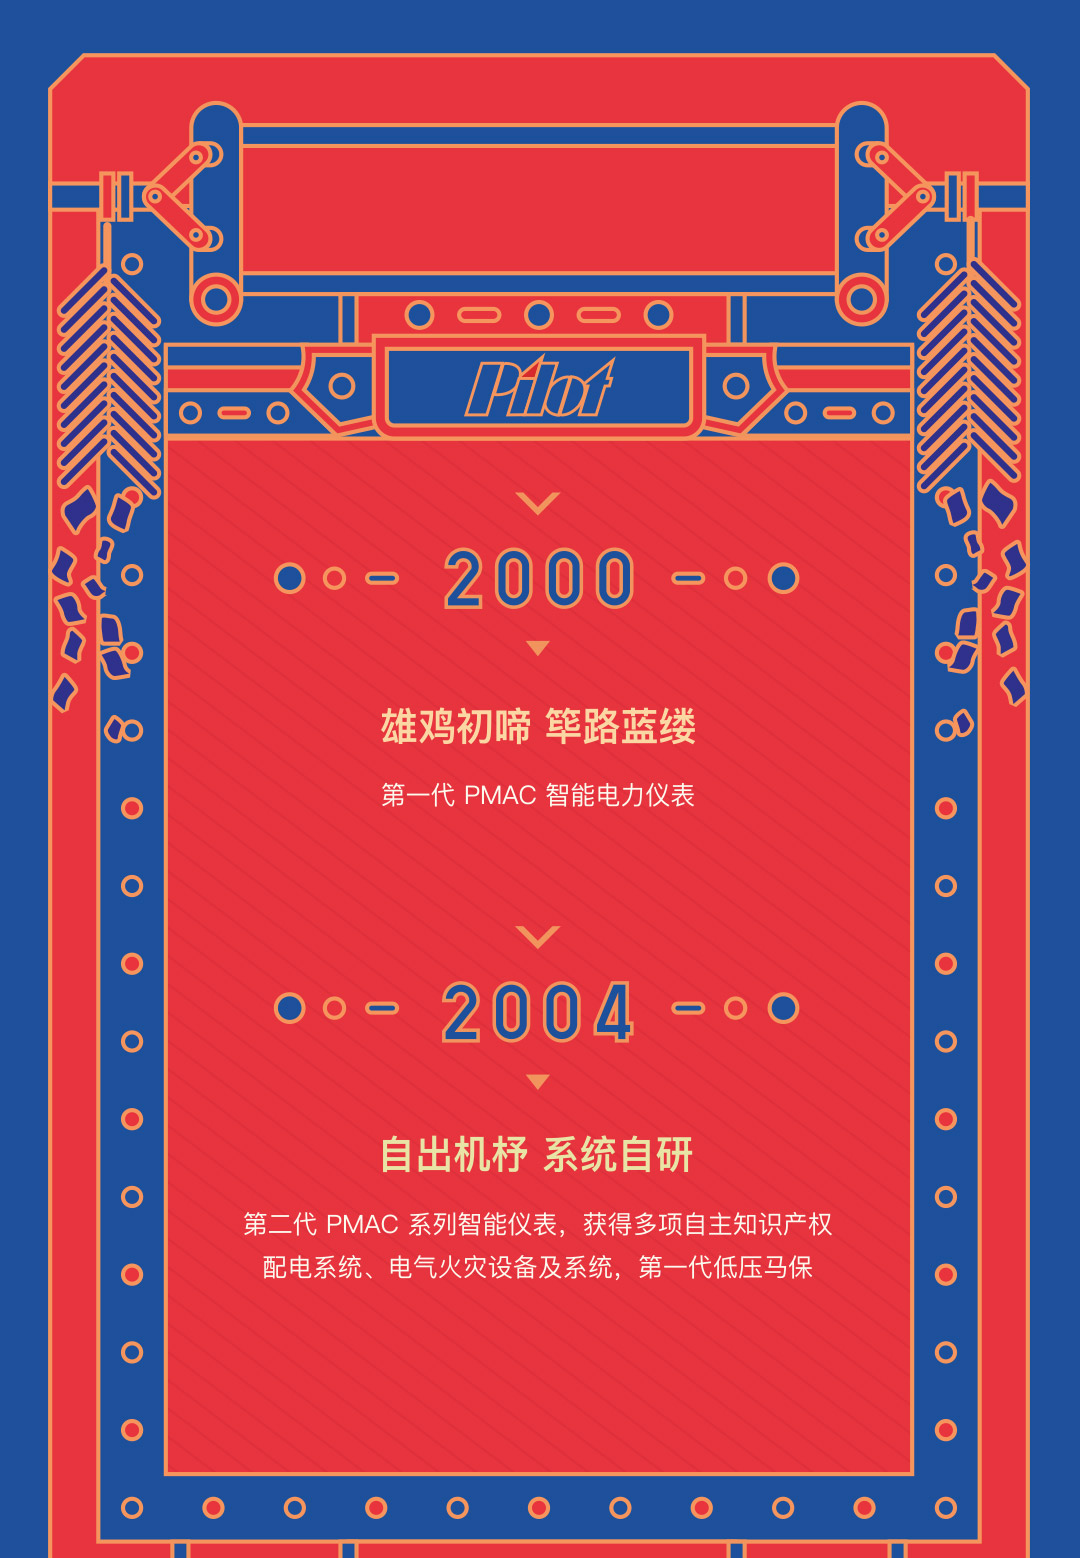 Pilot
2000
雄鸡初啼 筚路蓝缕
第一代 PMAC 智能电力仪表
2004
自出机杼 系统自研
第二代 PMAC 系列智能仪表，获得多项自主知识产权
配电系统、电气火灾设备及系统，第一代低压马保